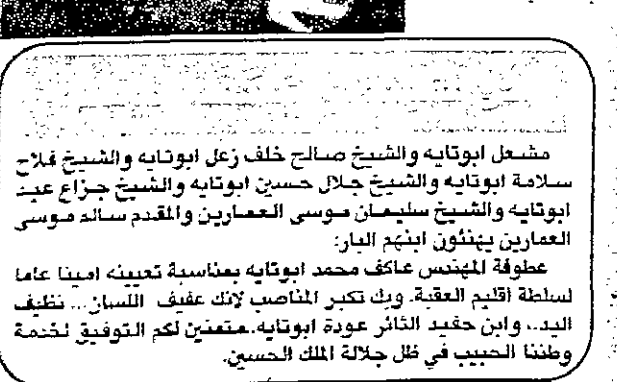 مشعل ابوتايه والشيخ صالح خلف زعل ابوتايه والشيخ فلاح
سلامة ابوتايه والشيخ جلال حسين ابوتايه والشيخ جزاع عيد
ابوتايه والشيخ سليمان موسى العمارين والمقدم سالم موسى
العمارين يهنئون ابنهم البار:
عطوفة المهندس عاكف محمد ابوتايه بمناسبة تعيينه امينا عاما
لسلطة أقليم العقبة. وبك تكبر المناصب لانك عفيف اللسان... نظيف
اليد.. وابن حفيد الثائر عودة ابوتايه. متمنين لكم التوفيق لخدمة
وطننا الحبيب في ظل جلالة الملك الحسين.